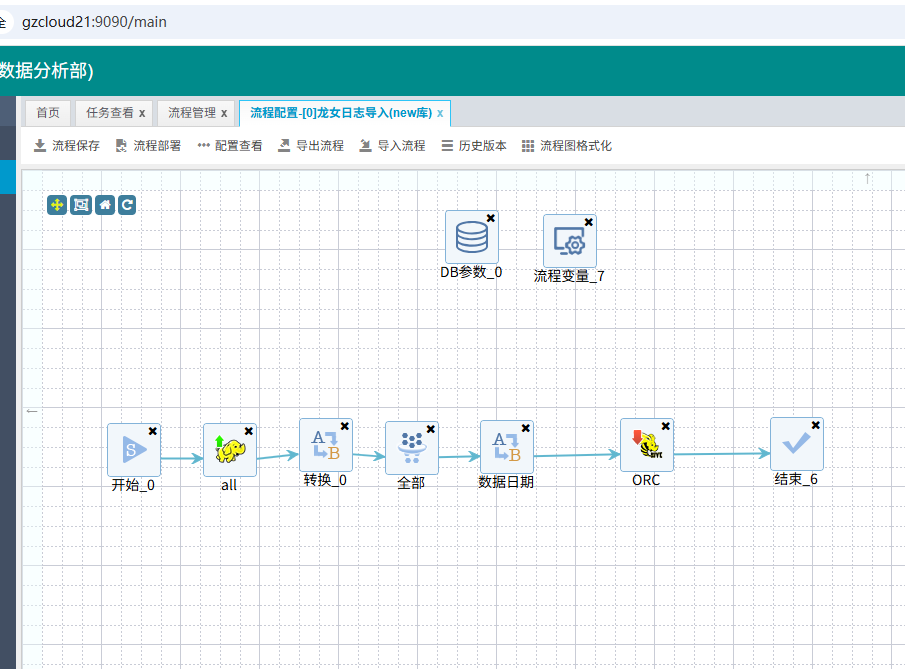 全 gzcloud21:9090/main
数据分析部)
首页 任务查看 x 流程管理 x 流程配置-[0]龙女日志导入(new库) x
流程保存 流程部署 配置查看 导出流程 导入流程 历史版本 流程图格式化
DB参数_0 流程变量_7
S A B A B
开始_0 all 转换_0 全部 数据日期 ORC 结束_6